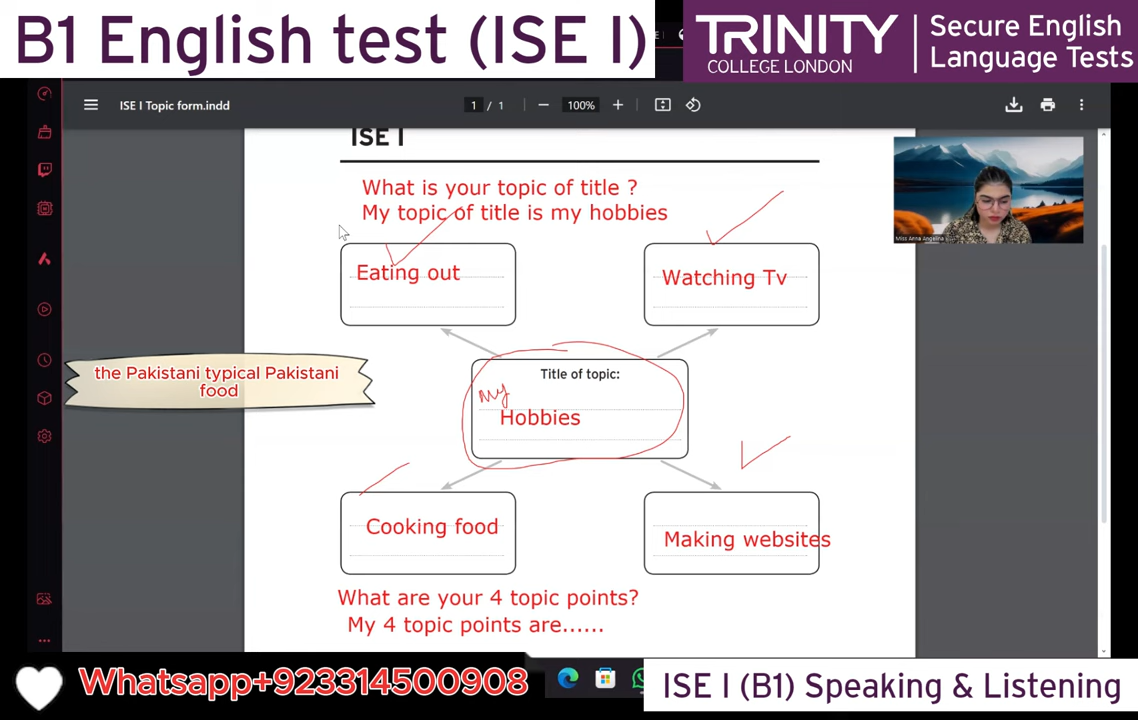 B1 English test (ISE I)
TRINITY
COLLEGE LONDON
Secure English
Language Tests
ISE I Topic form.indd
1 / 1
100%
ISE I
What is your topic of title ?
My topic of title is my hobbies
Miss Anna Angelina
Eating out
Watching Tv
the Pakistani typical Pakistani
food
Title of topic:
My
Hobbies
Cooking food
Making websites
What are your 4 topic points?
My 4 topic points are......
Whatsapp+923314500908
ISE I (B1) Speaking & Listening